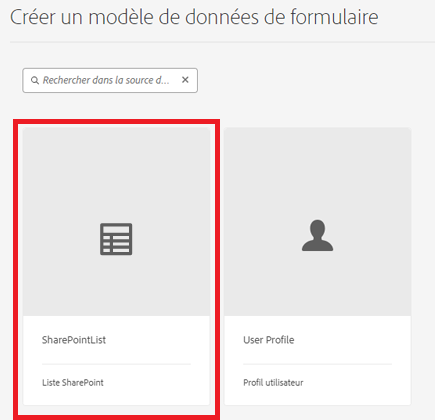 Créer un modèle de données de formulaire
Rechercher dans la source d...
SharePointList
Liste SharePoint
User Profile
Profil utilisateur